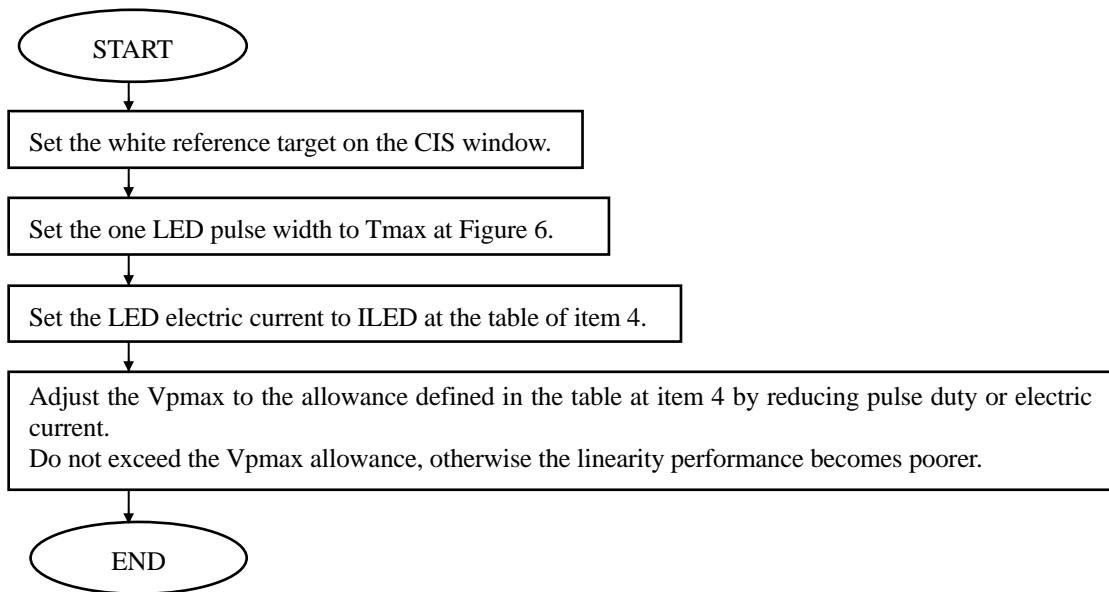 START
Set the white reference target on the CIS window.
Set the one LED pulse width to Tmax at Figure 6.
Set the LED electric current to ILED at the table of item 4.
Adjust the Vpmax to the allowance defined in the table at item 4 by reducing pulse duty or electric
current.
Do not exceed the Vpmax allowance, otherwise the linearity performance becomes poorer.
END